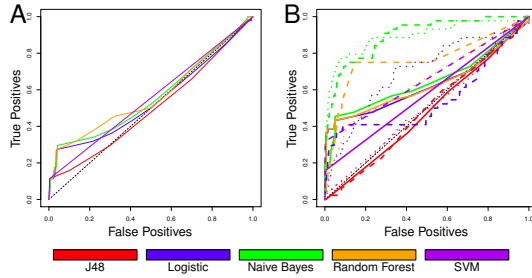 A
B
True Positives
1.0
0.8
0.6
0.4
0.2
0.0
0.0 0.2 0.4 0.6 0.8 1.0
False Positives
True Positives
1.0
0.8
0.6
0.4
0.2
0.0
0.0 0.2 0.4 0.6 0.8 1.0
False Positives
J48 Logistic Naive Bayes Random Forest SVM